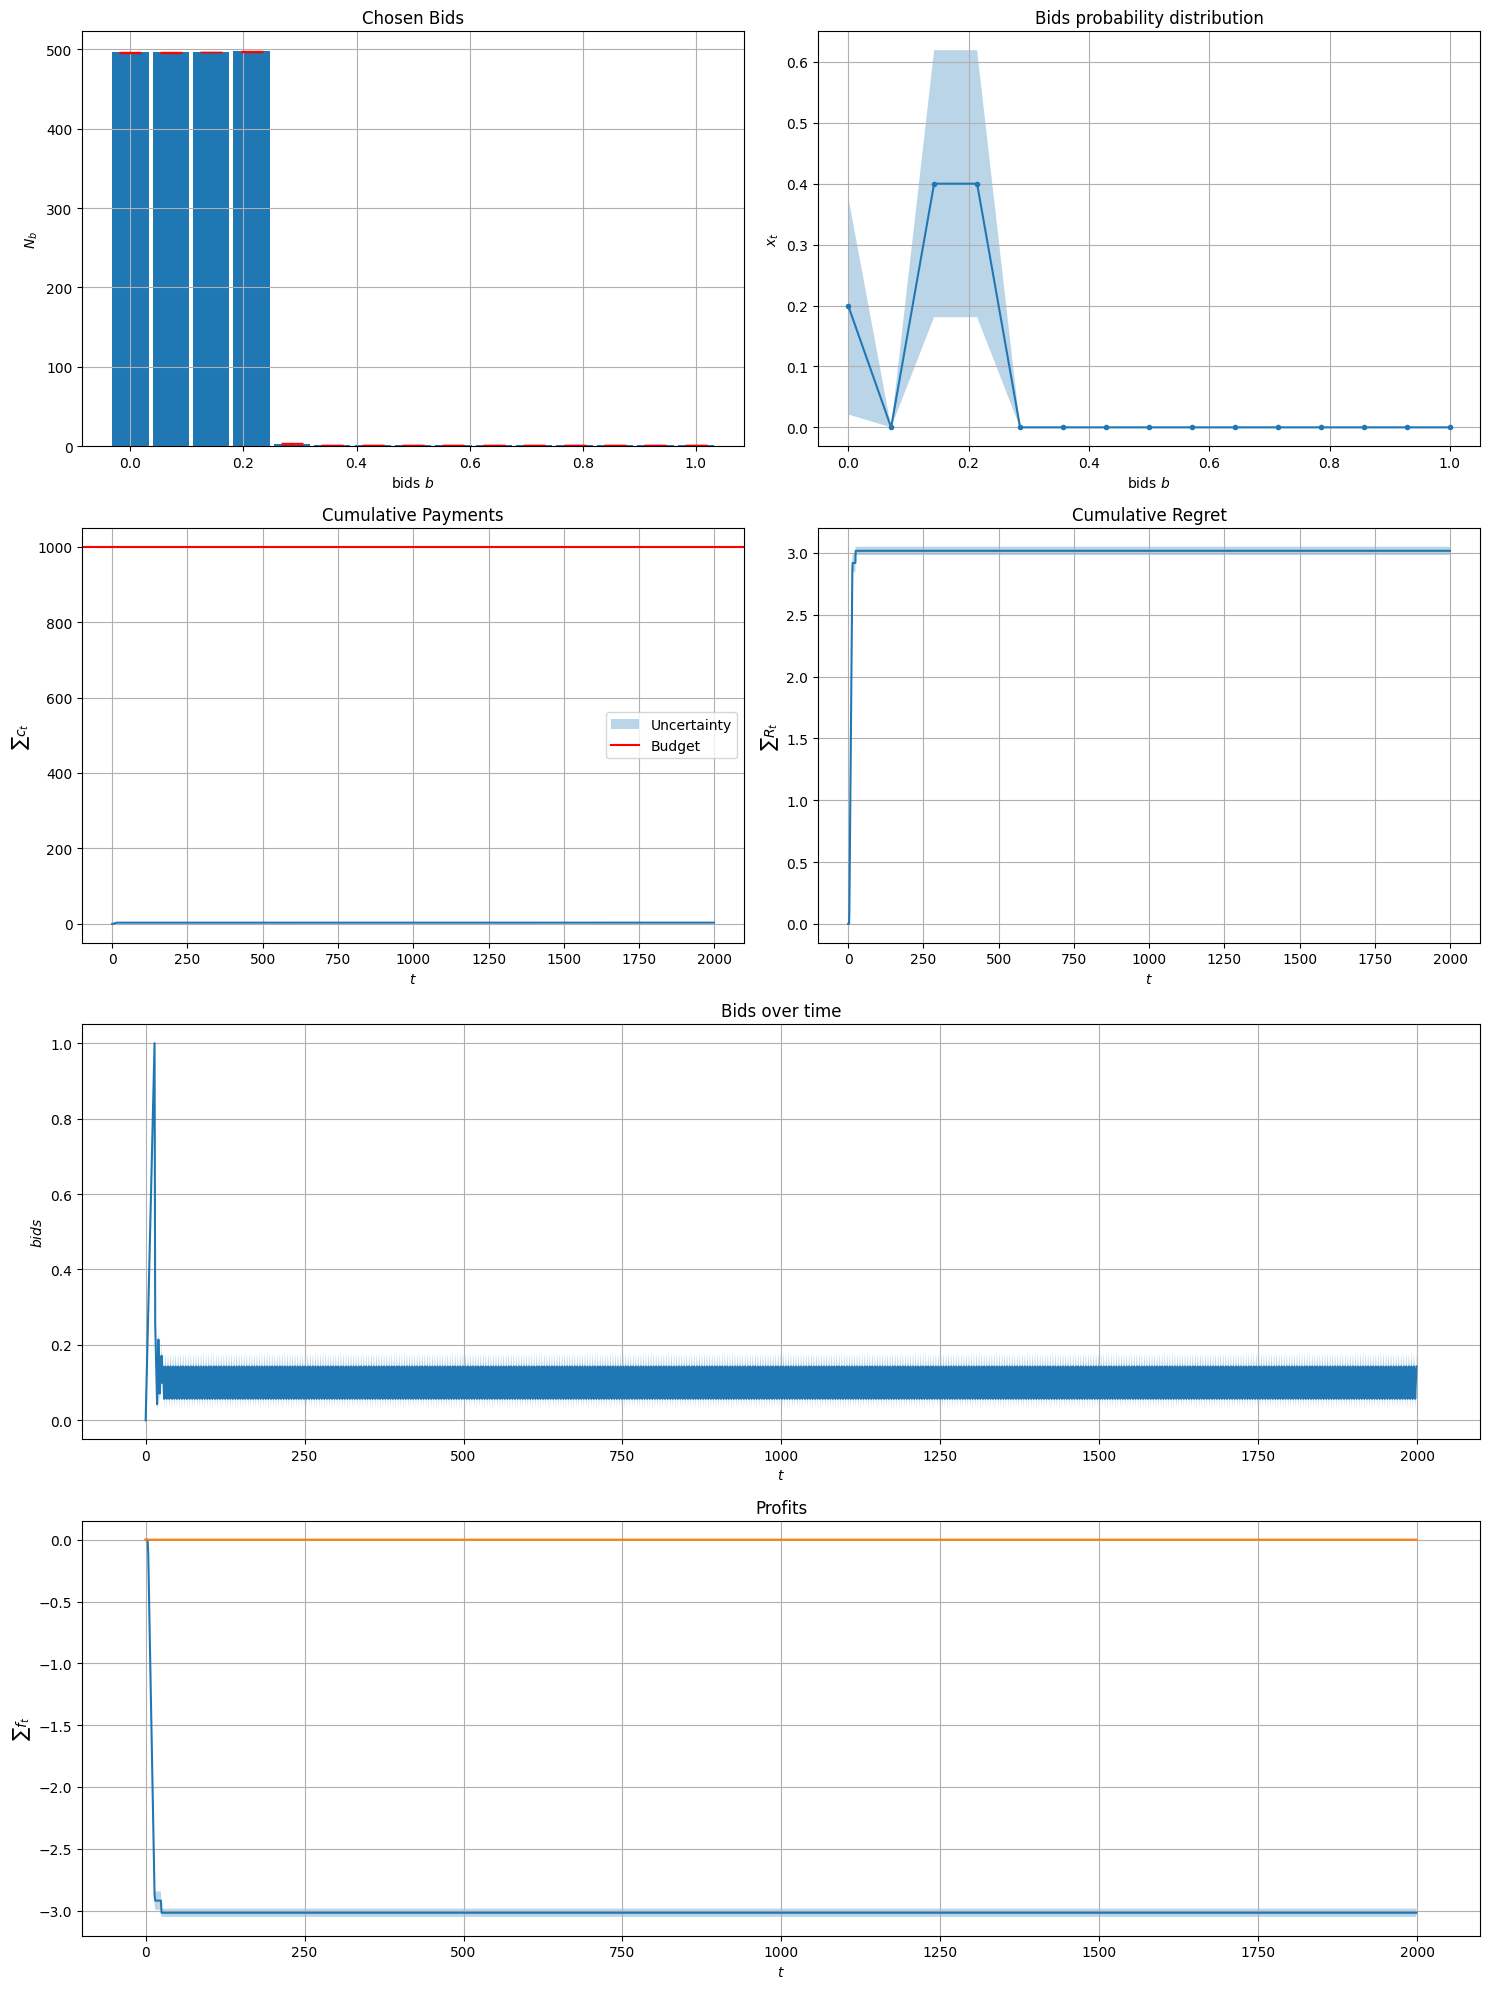 Chosen Bids
500
400
300
200
100
0
N_b
0.0 0.2 0.4 0.6 0.8 1.0
bids b
Bids probability distribution
0.6
0.5
0.4
0.3
0.2
0.1
0.0
x_t
0.0 0.2 0.4 0.6 0.8 1.0
bids b
Cumulative Payments
1000
800
600
400
200
0
∑c_t
Uncertainty
Budget
0 250 500 750 1000 1250 1500 1750 2000
t
Cumulative Regret
3.0
2.5
2.0
1.5
1.0
0.5
0.0
∑R_t
0 250 500 750 1000 1250 1500 1750 2000
t
Bids over time
1.0
0.8
0.6
0.4
0.2
0.0
bids
0 250 500 750 1000 1250 1500 1750 2000
t
Profits
0.0
−0.5
−1.0
−1.5
−2.0
−2.5
−3.0
∑f_t
0 250 500 750 1000 1250 1500 1750 2000
t